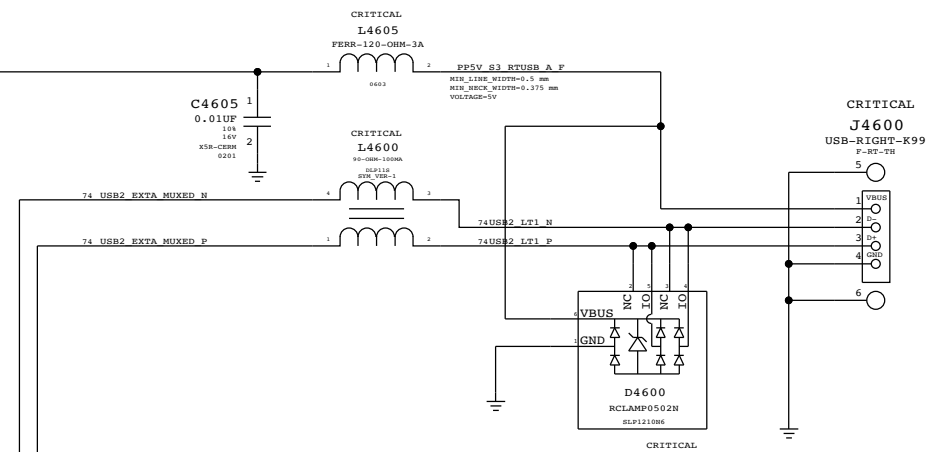 CRITICAL
L4605
FERR-120-OHM-3A
1
2
0603
PP5V_S3_RTUSB_A_F
MIN_LINE_WIDTH=0.5 mm
MIN_NECK_WIDTH=0.375 mm
VOLTAGE=5V
C4605
1
0.01UF
10%
16V
2
X5R-CERM
0201
CRITICAL
L4600
90-OHM-100MA
DLP11S
SYM_VER-1
CRITICAL
J4600
USB-RIGHT-K99
F-RT-TH
5
74 USB2_EXTA_MUXED_N
4
3
1
VBUS
74USB2_LT1_N
2
D-
74 USB2_EXTA_MUXED_P
1
2
74USB2_LT1_P
3
D+
4
GND
2
5
3
4
NC
IO
NC
IO
6
6
VBUS
1
GND
D4600
RCLAMP0502N
SLP1210N6
CRITICAL